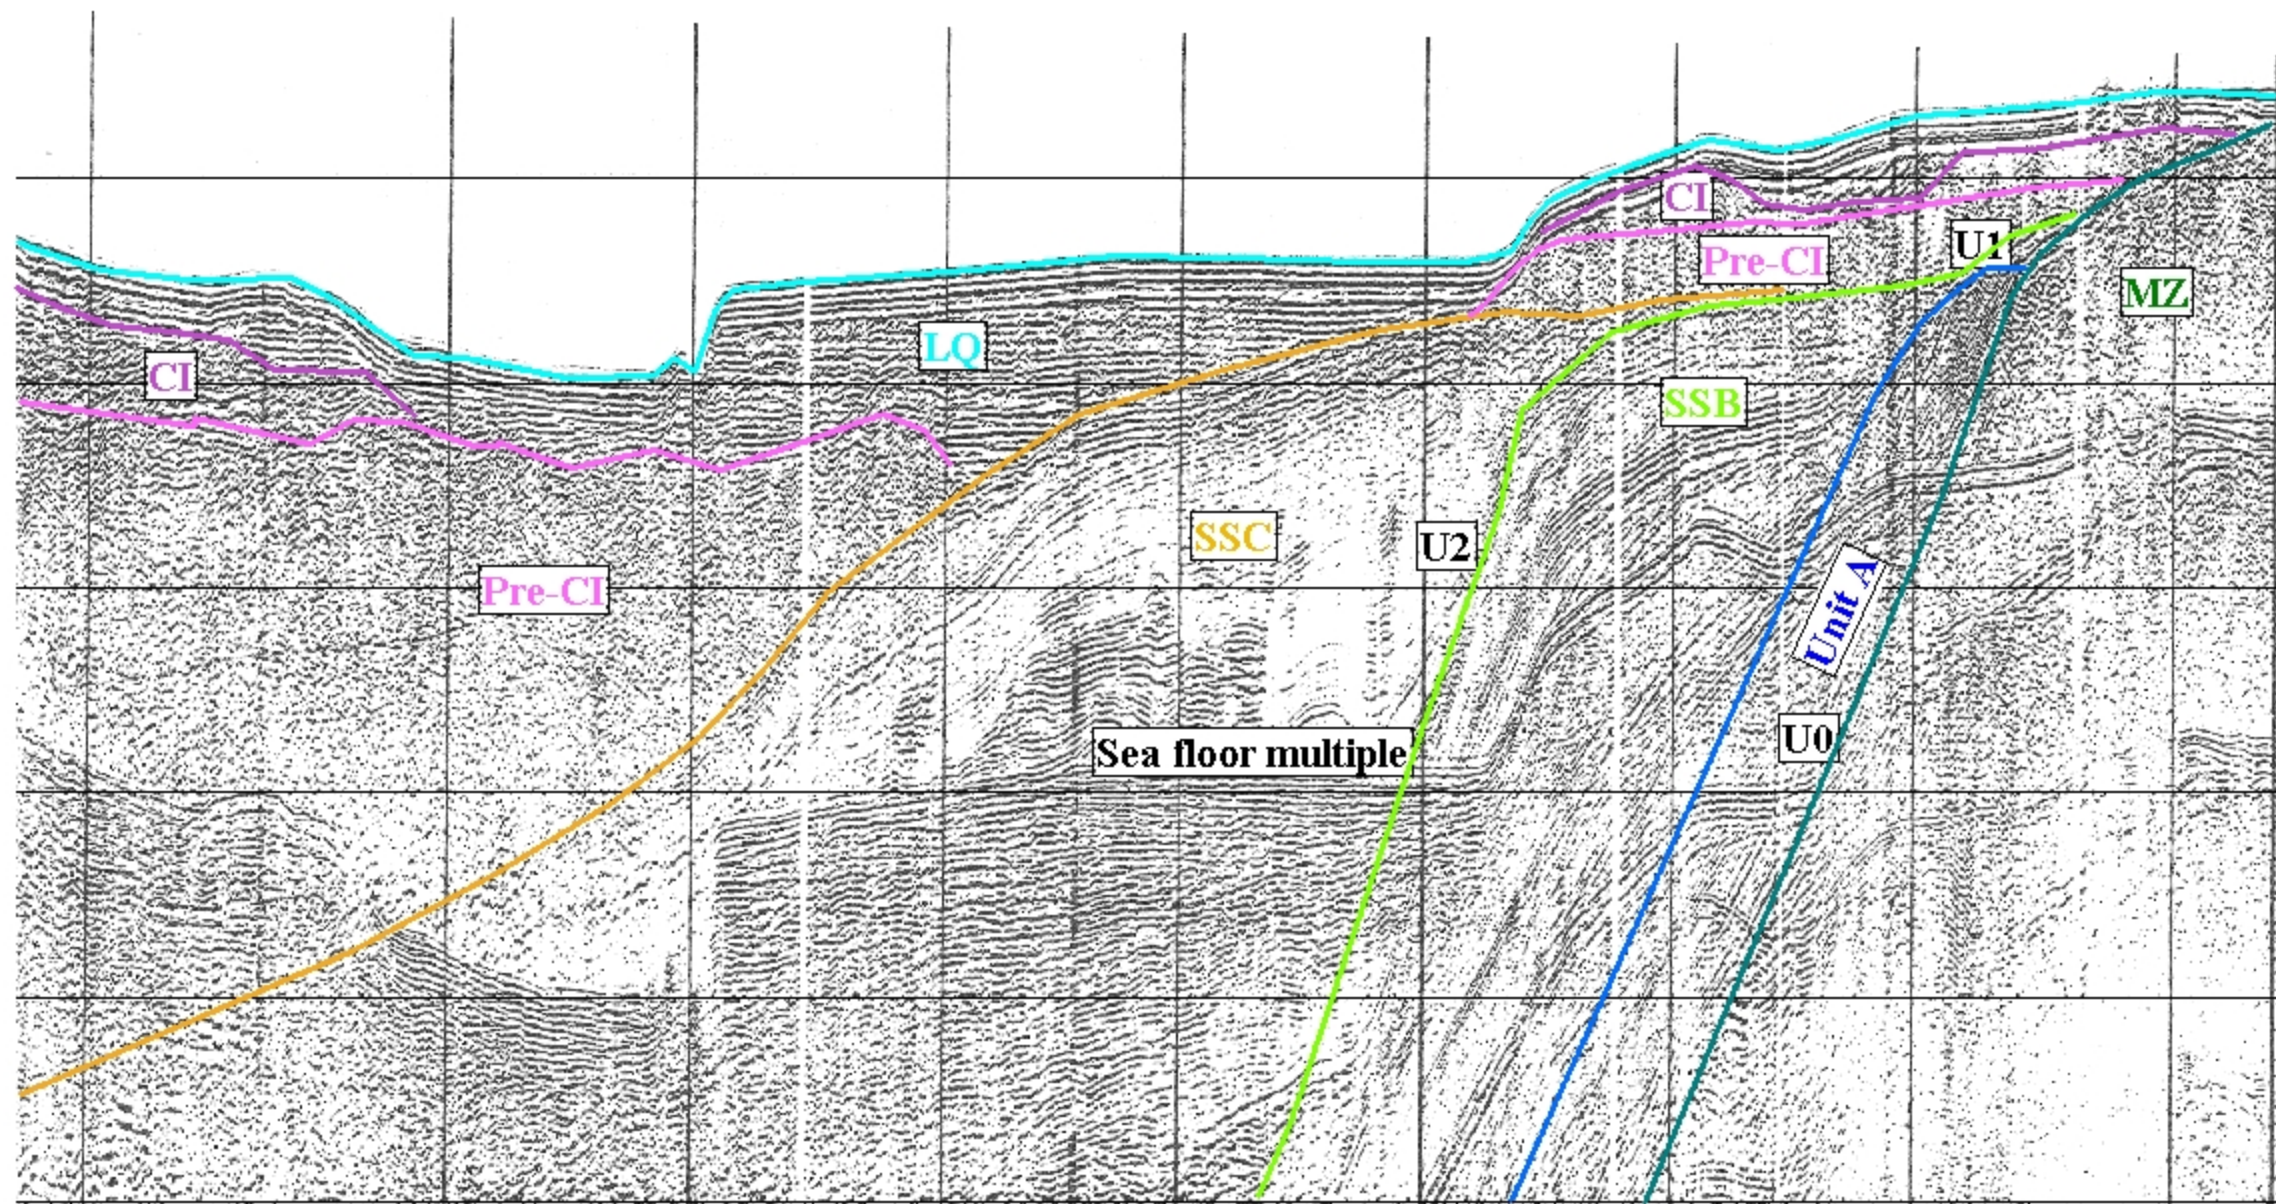 CI
U1
Pre-CI
MZ
LQ
CI
SSB
SSC
U2
Pre-CI
Unit A
U0
Sea floor multiple